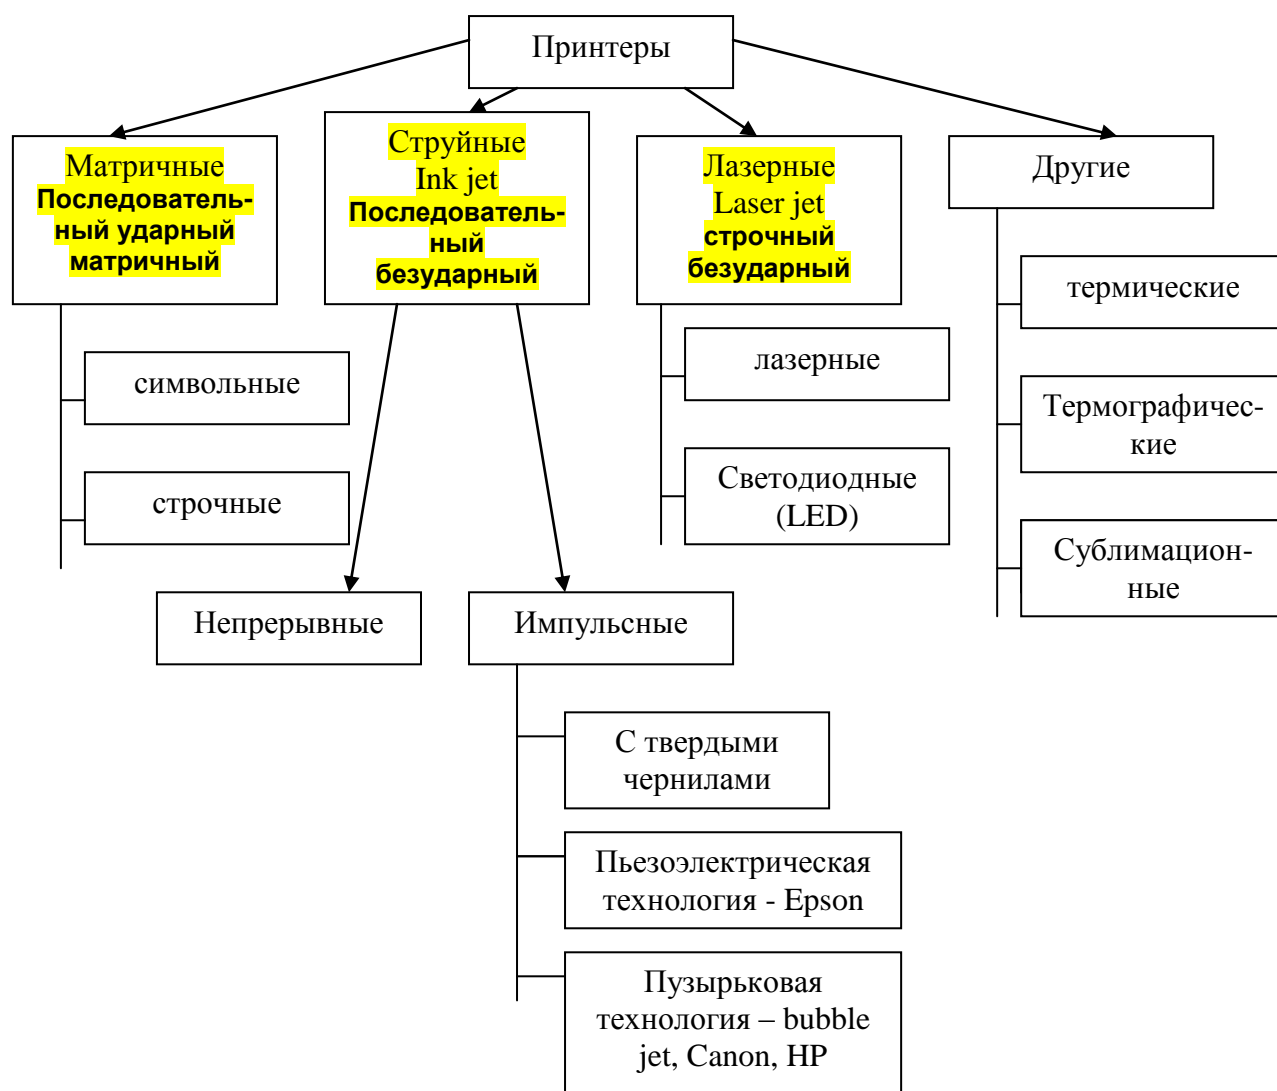 Принтеры
Матричные
Последователь-
ный ударный
матричный
Струйные
Ink jet
Последователь-
ный
безударный
Лазерные
Laser jet
строчный
безударный
Другие
символьные
строчные
лазерные
Светодиодные
(LED)
термические
Термографичес-
кие
Сублимацион-
ные
Непрерывные
Импульсные
С твердыми
чернилами
Пьезоэлектрическая
технология - Epson
Пузырьковая
технология – bubble
jet, Canon, HP